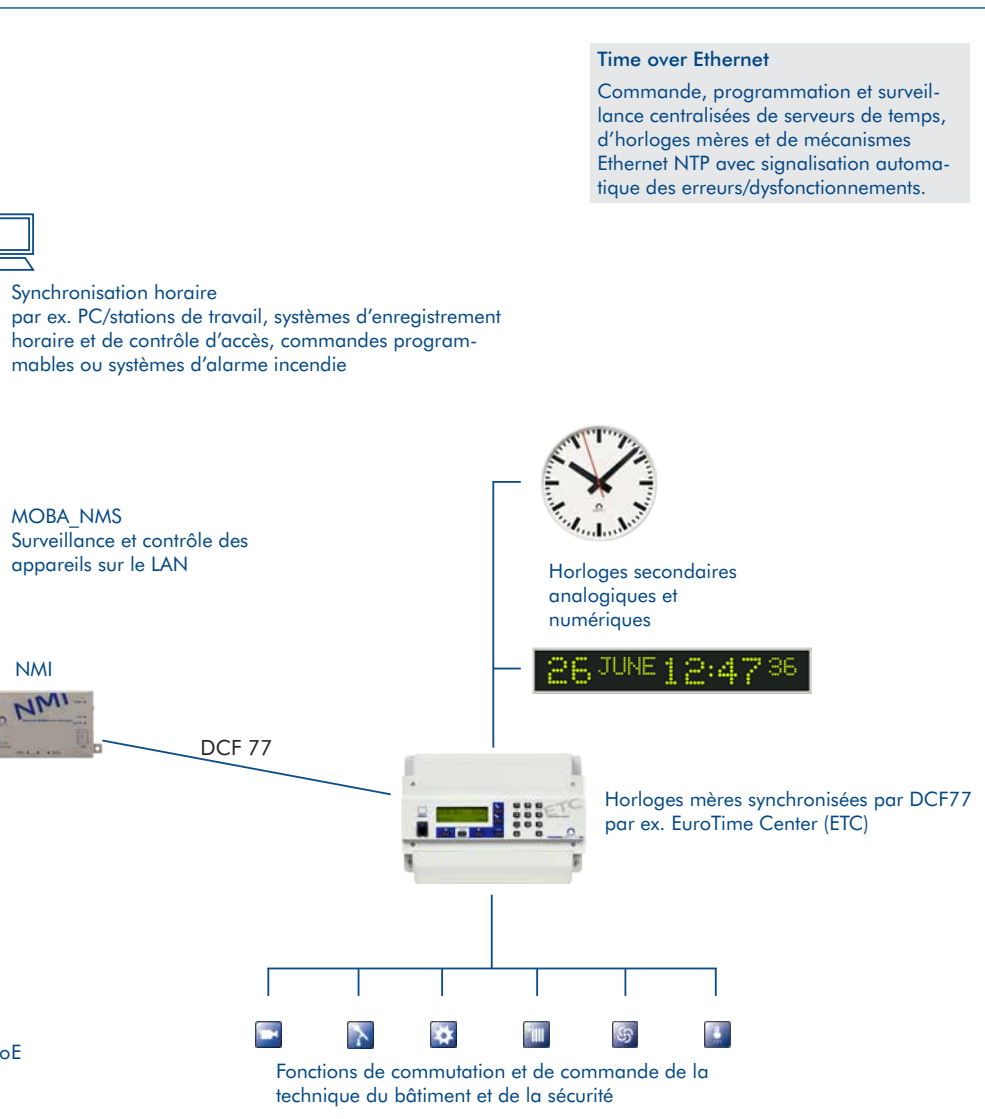 Time over Ethernet
Commande, programmation et surveil-
lance centralisées de serveurs de temps,
d’horloges mères et de mécanismes
Ethernet NTP avec signalisation automa-
tique des erreurs/dysfonctionnements.
Synchronisation horaire
par ex. PC/stations de travail, systèmes d’enregistrement
horaire et de contrôle d’accès, commandes program-
mables ou systèmes d’alarme incendie
MOBA_NMS
Surveillance et contrôle des
appareils sur le LAN
Horloges secondaires
analogiques et
numériques
26 JUNE 12:47 36
NMI
NMI
DCF 77
ETC
Horloges mères synchronisées par DCF77
par ex. EuroTime Center (ETC)
oE
Fonctions de commutation et de commande de la
technique du bâtiment et de la sécurité